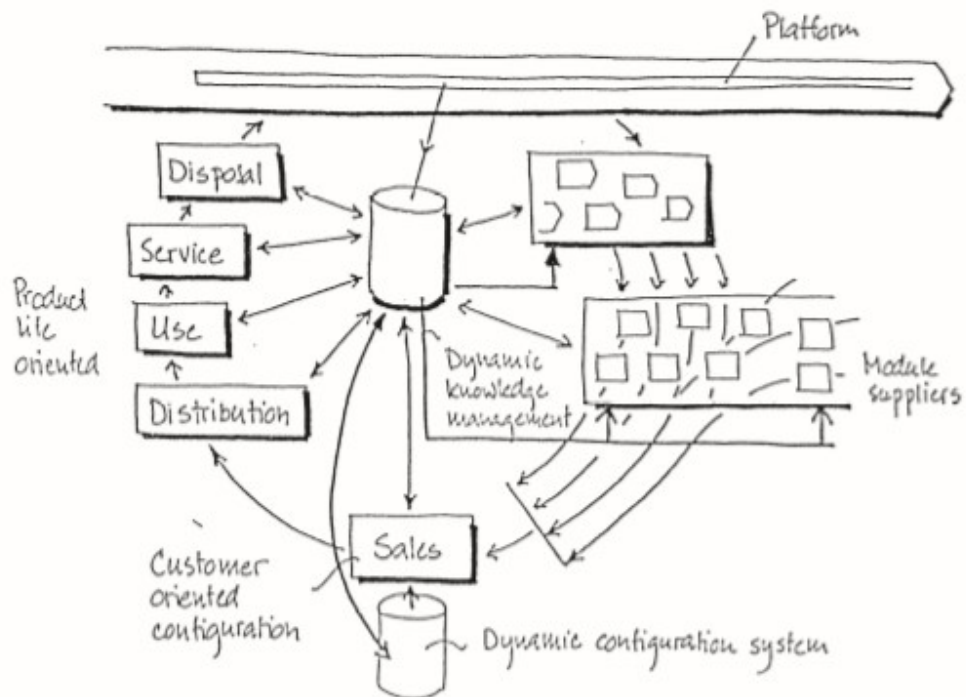 Platform
Disposal
Service
Product
life
oriented
Use
Dynamic
knowledge
management
Module
suppliers
Distribution
Sales
Customer
oriented
configuration
Dynamic configuration system